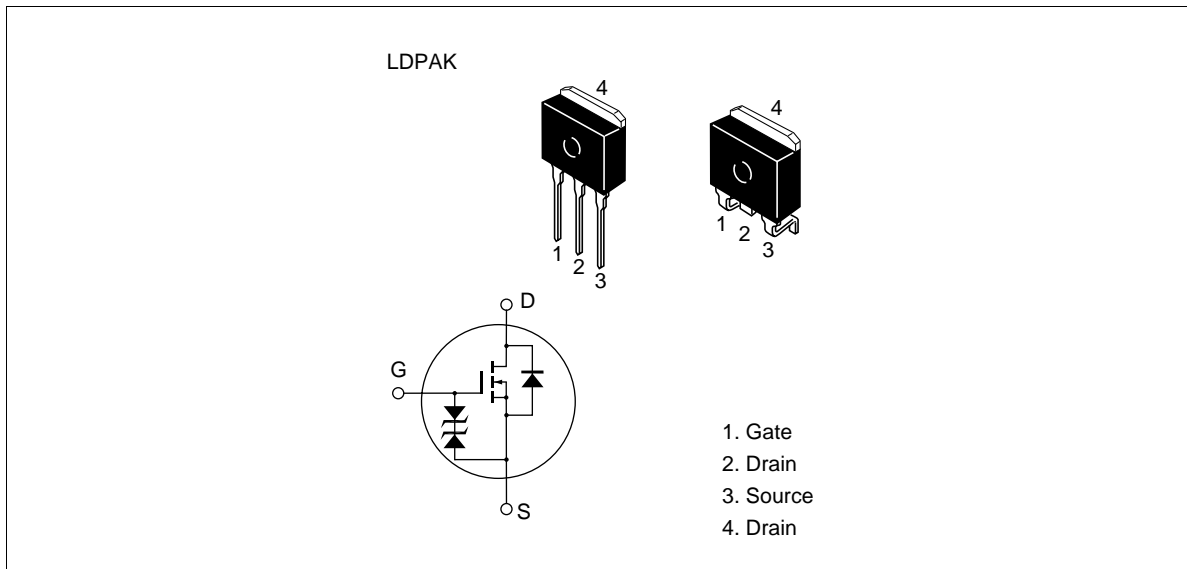 LDPAK
4
4
1
2
3
1
2
3
D
G
S
1. Gate
2. Drain
3. Source
4. Drain